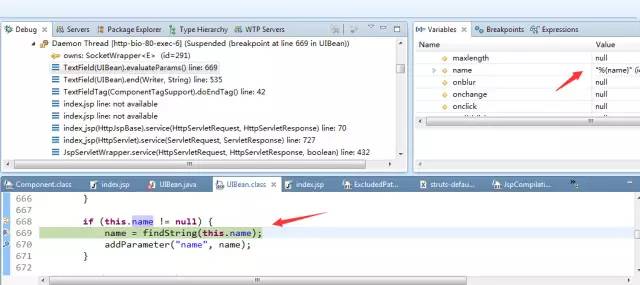 Debug Servers Package Explorer Type Hierarchy WTP Servers
Daemon Thread [http-bio-80-exec-6] (Suspended (breakpoint at line 669 in UIBean))
owns: SocketWrapper<E> (id=291)
TextField(UIBean).evaluateParams() line: 669
TextField(UIBean).end(Writer, String) line: 535
TextFieldTag(ComponentTagSupport).doEndTag() line: 42
index.jsp line: not available
index.jsp line: not available
index_jsp(HttpJspBase).service(HttpServletRequest, HttpServletResponse) line: 70
index_jsp(HttpServlet).service(ServletRequest, ServletResponse) line: 727
JspServletWrapper.service(HttpServletRequest, HttpServletResponse, boolean) line: 432
Variables Breakpoints Expressions
Name Value
maxlength null
name "%{name}" (i
onblur null
onchange null
onclick null
Component.class index.jsp UIBean.java UIBean.class index.jsp ExcludedPat... struts-defau... JspCompilati...
666 }
667
668 if (this.name != null) {
669 name = findString(this.name);
670 addParameter("name", name);
671 }
672